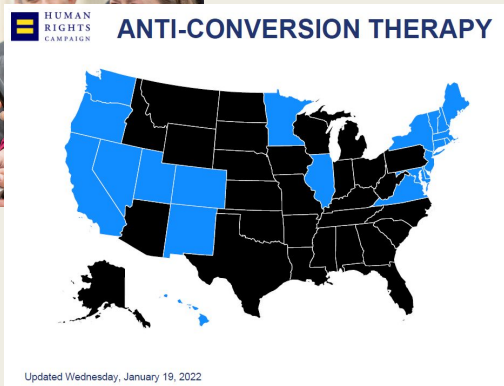 HUMAN
RIGHTS
CAMPAIGN
ANTI-CONVERSION THERAPY
Updated Wednesday, January 19, 2022